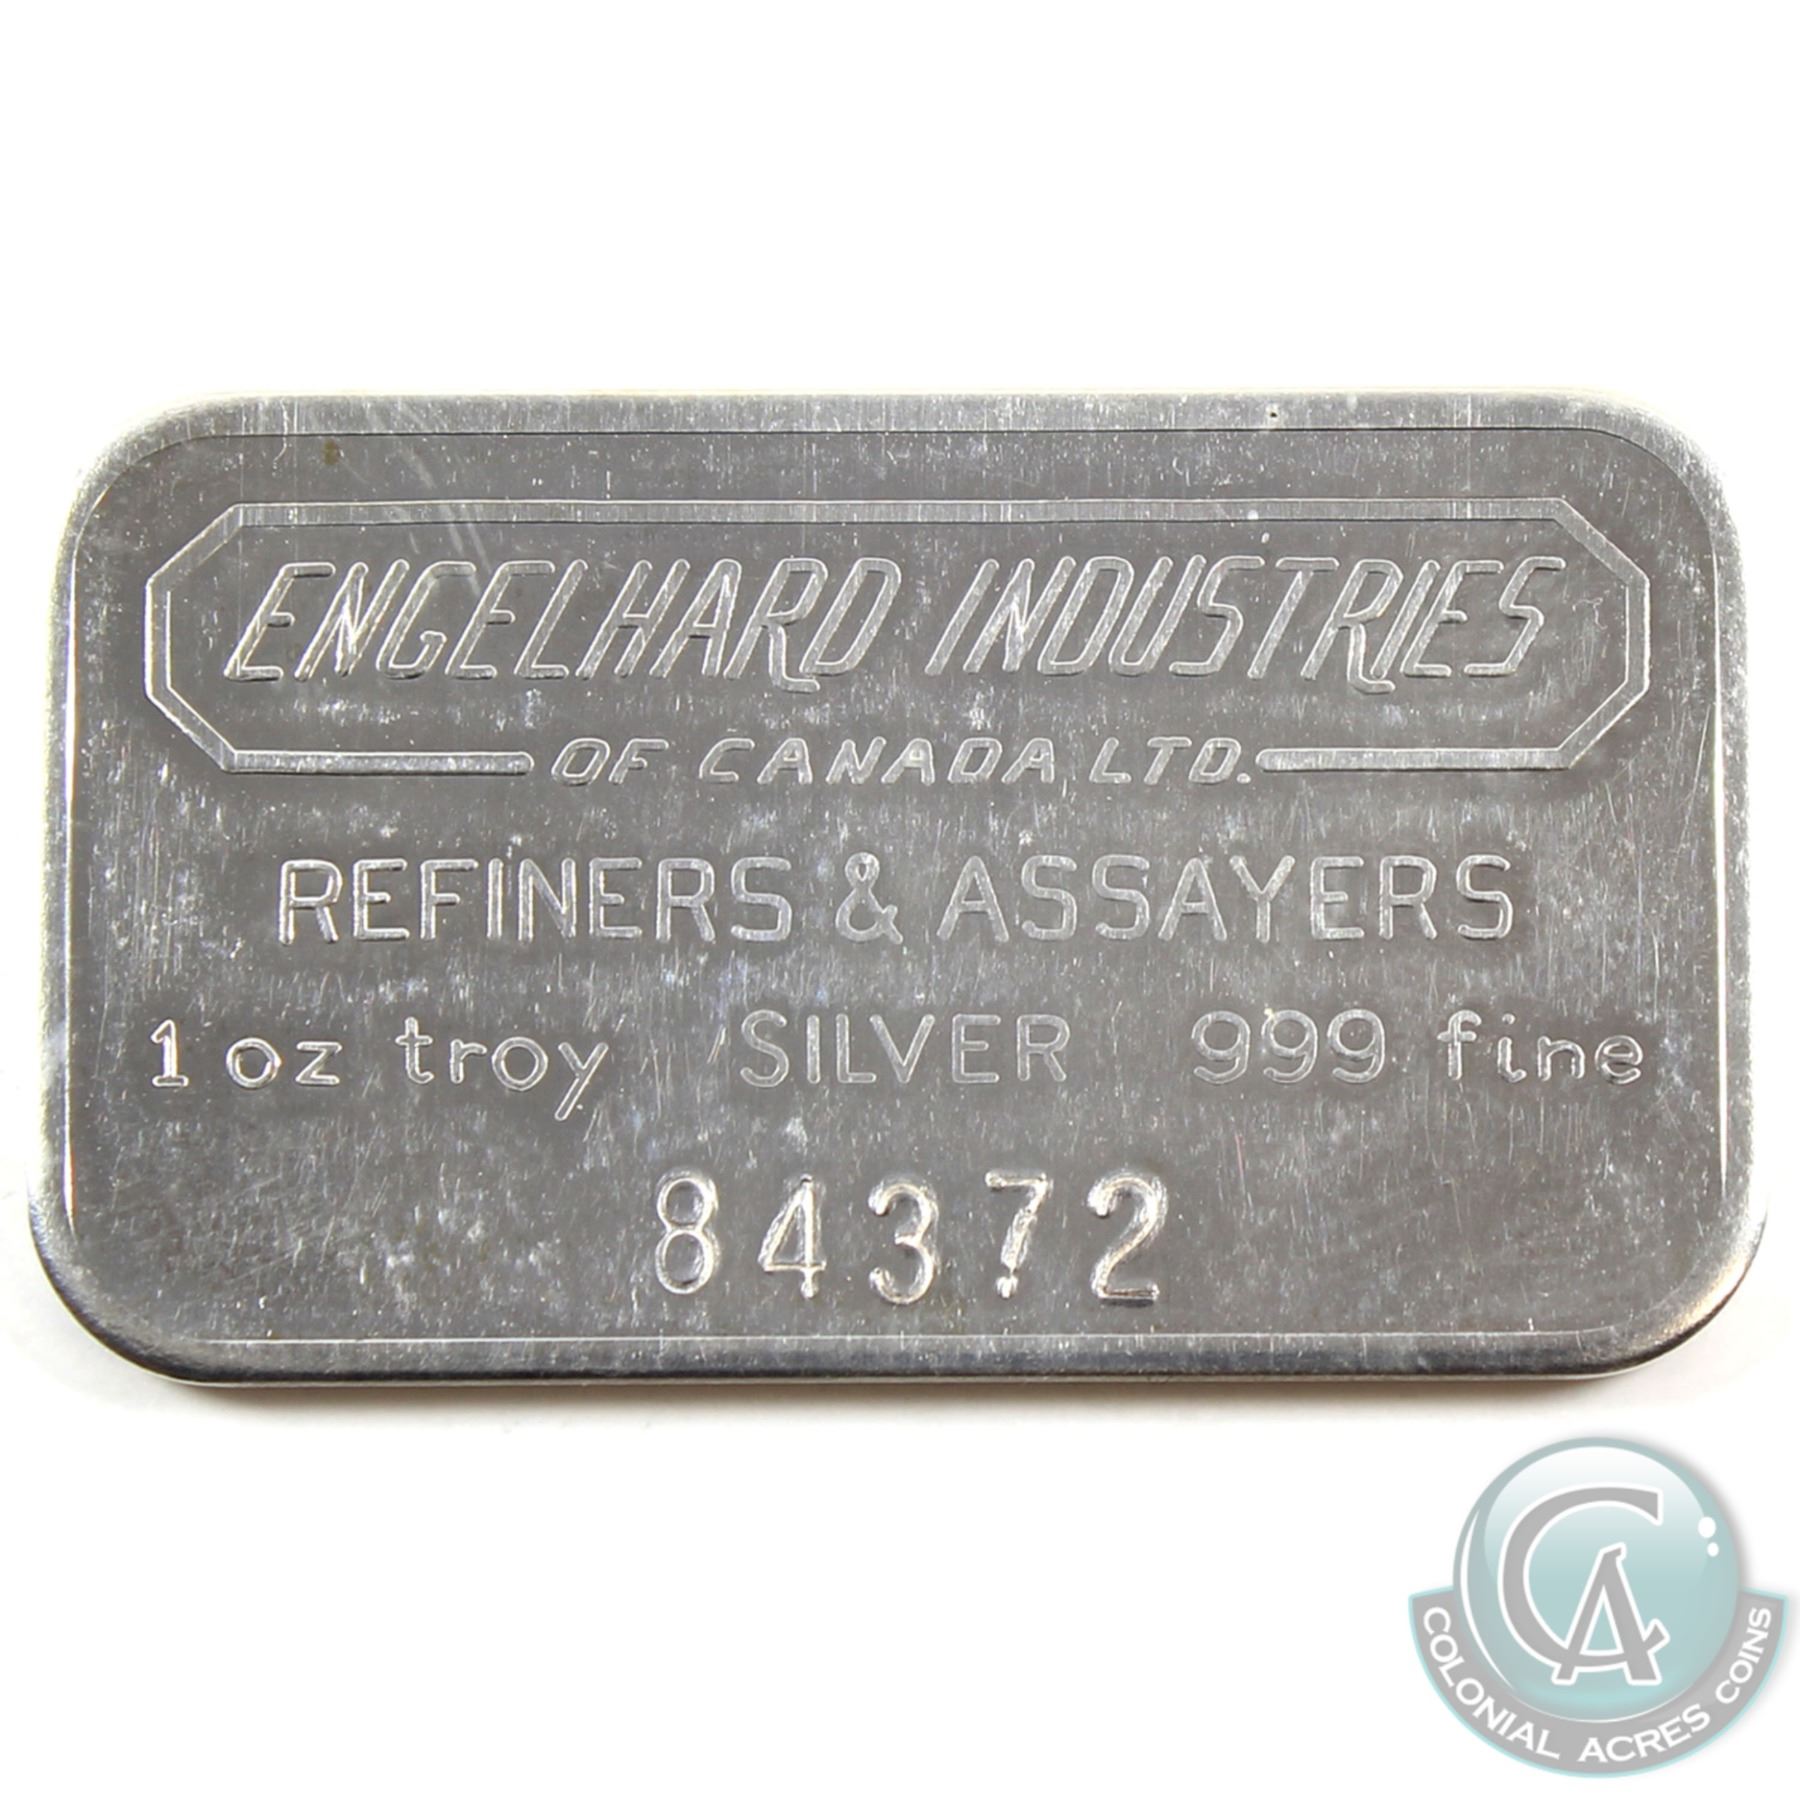 ENGELHARD INDUSTRIES
OF CANADA LTD.
REFINERS & ASSAYERS
1 oz troy SILVER 999 fine
84372
CA
COLONIAL ACRES COINS